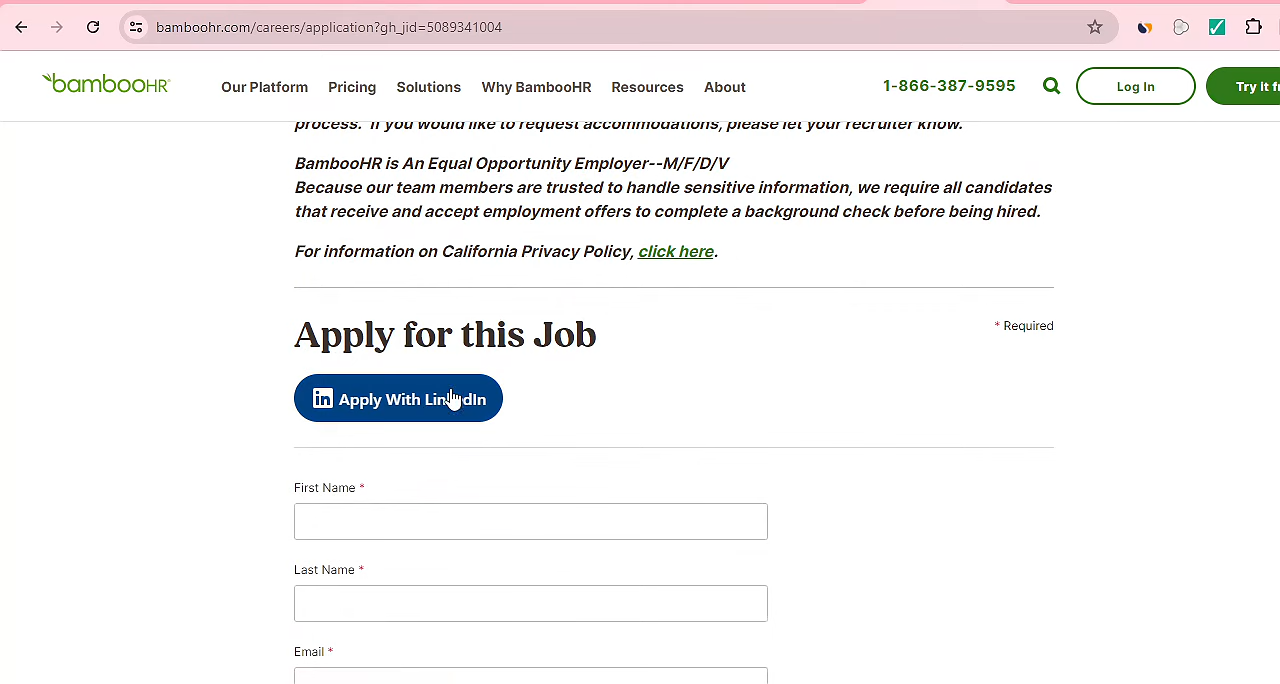 bamboohr.com/careers/application?gh_jid=5089341004
bambooHR®
Our Platform
Pricing
Solutions
Why BambooHR
Resources
About
1-866-387-9595
Log In
Try It f
process. If you would like to request accommodations, please let your recruiter know.
BambooHR is An Equal Opportunity Employer--M/F/D/V
Because our team members are trusted to handle sensitive information, we require all candidates
that receive and accept employment offers to complete a background check before being hired.
For information on California Privacy Policy, click here.
Apply for this Job
* Required
in Apply With LinkedIn
First Name *
Last Name *
Email *